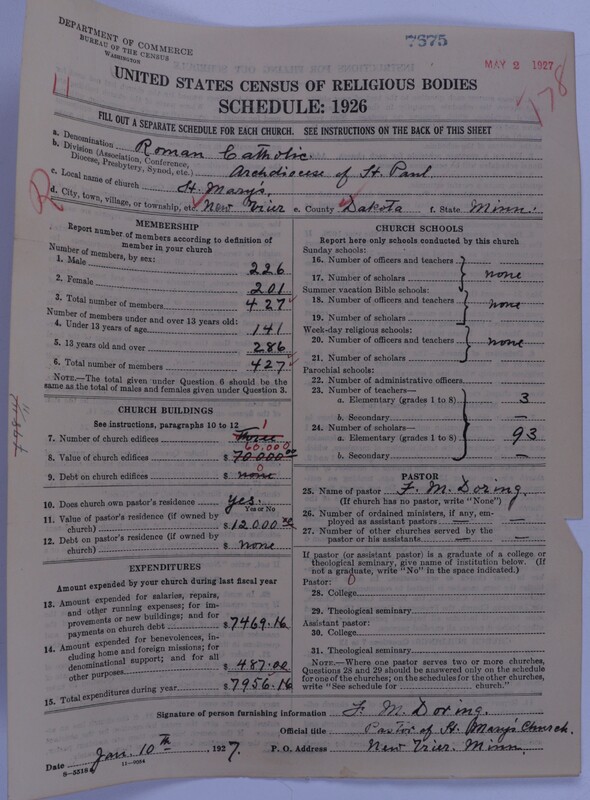 DEPARTMENT OF COMMERCE
BUREAU OF THE CENSUS
WASHINGTON
7875
MAY 2 1927
178
UNITED STATES CENSUS OF RELIGIOUS BODIES
SCHEDULE: 1926
FILL OUT A SEPARATE SCHEDULE FOR EACH CHURCH. SEE INSTRUCTIONS ON THE BACK OF THIS SHEET
a. Denomination Roman Catholic
b. Division (Association, Conference, Diocese, Presbytery, Synod, etc.) Archdiocese of St. Paul
c. Local name of church St. Mary's,
d. City, town, village, or township, etc. New Trier e. County Dakota f. State Minn.
R
MEMBERSHIP
Report number of members according to definition of
member in your church
Number of members, by sex:
1. Male 226
2. Female 201
3. Total number of members 427
Number of members under and over 13 years old:
4. Under 13 years of age 141
5. 13 years old and over 286
6. Total number of members 427
NOTE.—The total given under Question 6 should be
same as the total of males and females given under Question 3.
CHURCH BUILDINGS
See instructions, paragraphs 10 to 12
7. Number of church edifices Three 1
8. Value of church edifices $ 70.000 00 60.000
9. Debt on church edifices $ none 0
10. Does church own pastor's residence Yes.
Yes or No
11. Value of pastor's residence (if owned by
church) $ 12000
12. Debt on pastor's residence (if owned by
church) $ none
EXPENDITURES
Amount expended by your church during last fiscal year
13. Amount expended for salaries, repairs,
and other running expenses; for im-
provements or new buildings; and for
payments on church debt $ 7469.16
14. Amount expended for benevolences, in-
cluding home and foreign missions; for
denominational support; and for all
other purposes $ 487.00
15. Total expenditures during year $ 7956.16
CHURCH SCHOOLS
Report here only schools conducted by this church
Sunday schools:
16. Number of officers and teachers
17. Number of scholars none
Summer vacation Bible schools:
18. Number of officers and teachers
19. Number of scholars none
Week-day religious schools:
20. Number of officers and teachers none
21. Number of scholars
Parochial schools:
22. Number of administrative officers
23. Number of teachers—
a. Elementary (grades 1 to 8) 3
b. Secondary —
24. Number of scholars—
a. Elementary (grades 1 to 8) 93
b. Secondary —
PASTOR
25. Name of pastor F. M. Doring.
(If church has no pastor, write "None")
26. Number of ordained ministers, if any, em-
ployed as assistant pastors — —
27. Number of other churches served by the
pastor or his assistants — —
If pastor (or assistant pastor) is a graduate of a college or
theological seminary, give name of institution below. (If
not a graduate, write "No" in the space indicated.)
Pastor: 0
28. College
29. Theological seminary
Assistant pastor:
30. College
31. Theological seminary
NOTE.—Where one pastor serves two or more churches,
Questions 28 and 29 should be answered only on the schedule
for one of the churches; on the schedules for the other churches,
write "See schedule for church."
Signature of person furnishing information F. M. Doring.
Official title Pastor of St. Mary's Church.
Date Jan. 10th 1927. P. O. Address New Trier. Minn.
8-5518
11-9054